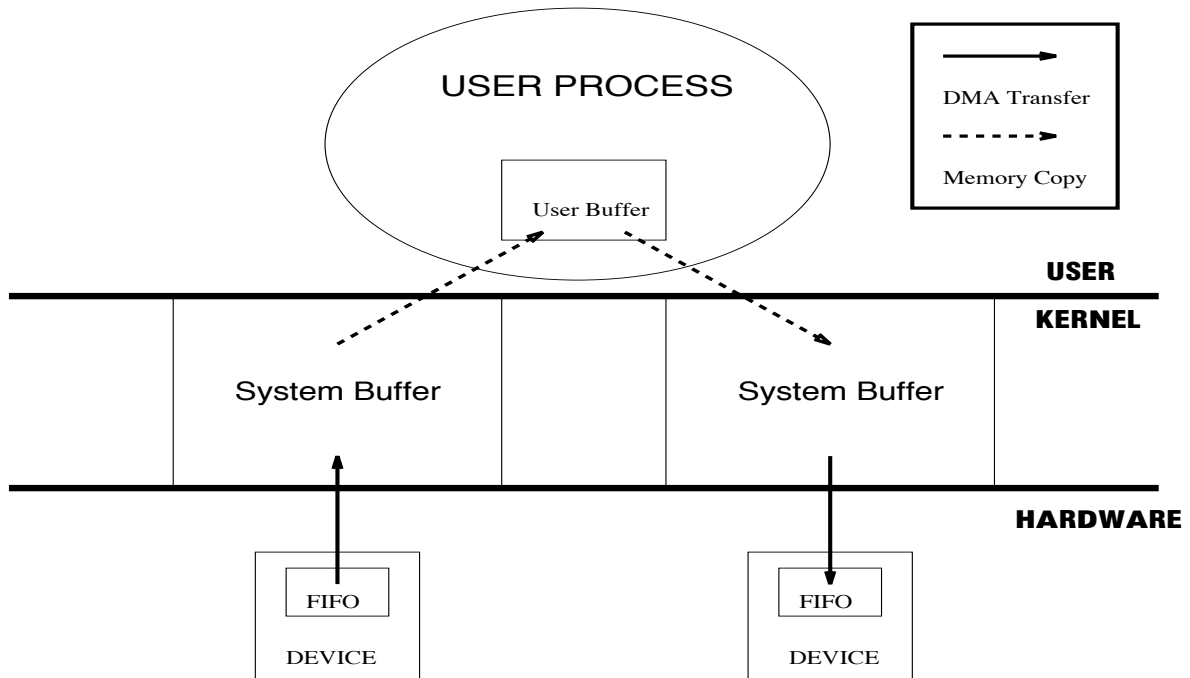 USER PROCESS
User Buffer
DMA Transfer
Memory Copy
USER
KERNEL
System Buffer
System Buffer
HARDWARE
FIFO
DEVICE
FIFO
DEVICE